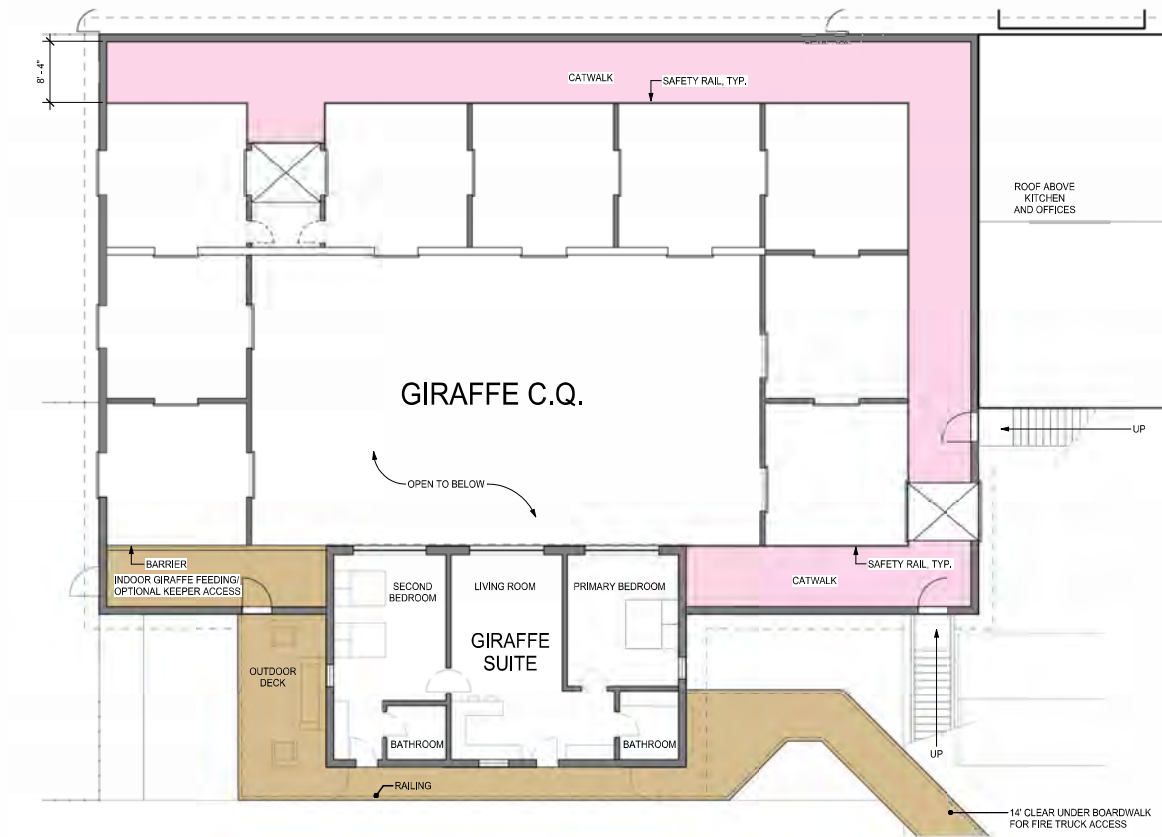 8'- 4"
CATWALK
SAFETY RAIL, TYP.
ROOF ABOVE
KITCHEN
AND OFFICES
GIRAFFE C.Q.
UP
OPEN TO BELOW
BARRIER
INDOOR GIRAFFE FEEDING/
OPTIONAL KEEPER ACCESS
SECOND
BEDROOM
LIVING ROOM
PRIMARY BEDROOM
SAFETY RAIL, TYP.
CATWALK
GIRAFFE
SUITE
OUTDOOR
DECK
BATHROOM
BATHROOM
UP
RAILING
14' CLEAR UNDER BOARDWALK
FOR FIRE TRUCK ACCESS